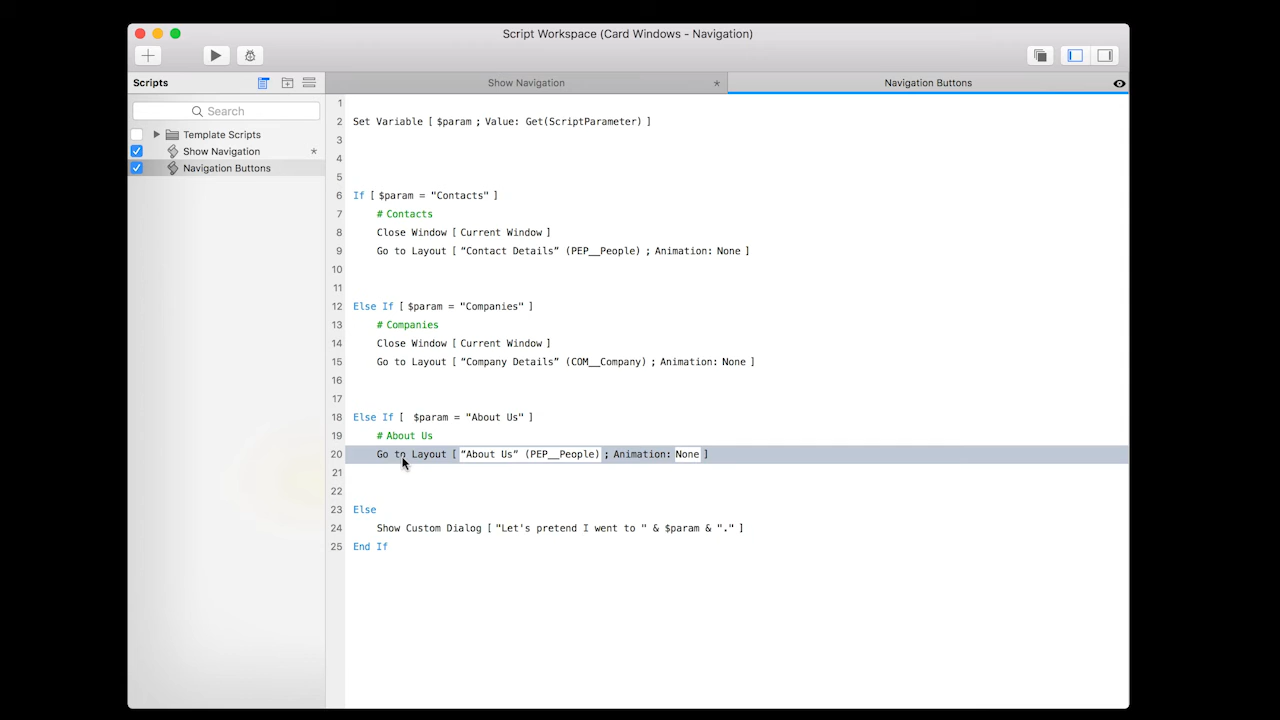 Script Workspace (Card Windows - Navigation)
Scripts
Show Navigation *
Navigation Buttons
Search
Template Scripts
Show Navigation *
Navigation Buttons
1
2 Set Variable [ $param ; Value: Get(ScriptParameter) ]
3
4
5
6 If [ $param = "Contacts" ]
7 # Contacts
8 Close Window [ Current Window ]
9 Go to Layout [ “Contact Details” (PEP__People) ; Animation: None ]
10
11
12 Else If [ $param = "Companies" ]
13 # Companies
14 Close Window [ Current Window ]
15 Go to Layout [ “Company Details” (COM__Company) ; Animation: None ]
16
17
18 Else If [ $param = "About Us" ]
19 # About Us
20 Go to Layout [ “About Us” (PEP__People) ; Animation: None ]
21
22
23 Else
24 Show Custom Dialog [ "Let's pretend I went to " & $param & "." ]
25 End If